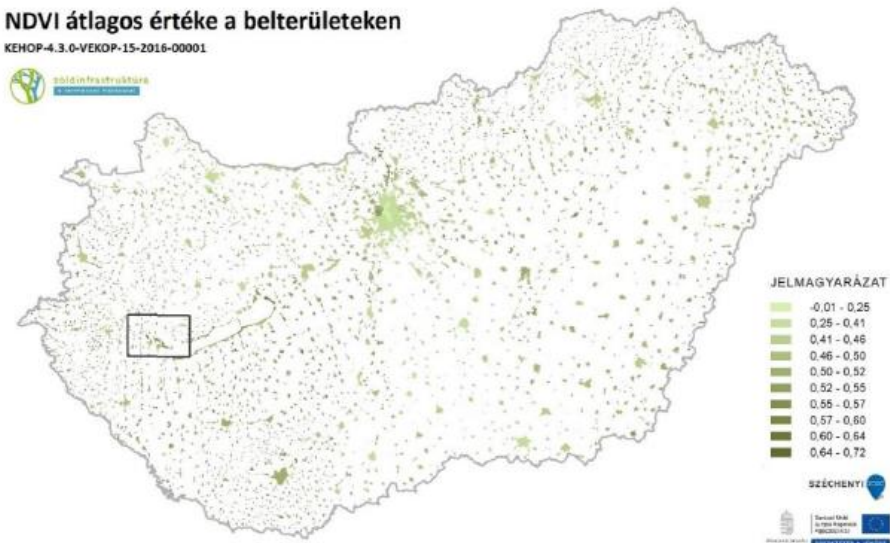 NDVI átlagos értéke a belterületeken
KEHOP-4.3.0-VEKOP-15-2016-00001
zöldinfrastruktúra
JELMAGYARÁZAT
-0,01 - 0,25
0,25 - 0,41
0,41 - 0,46
0,46 - 0,50
0,50 - 0,52
0,52 - 0,55
0,55 - 0,57
0,57 - 0,60
0,60 - 0,64
0,64 - 0,72
SZÉCHENYI